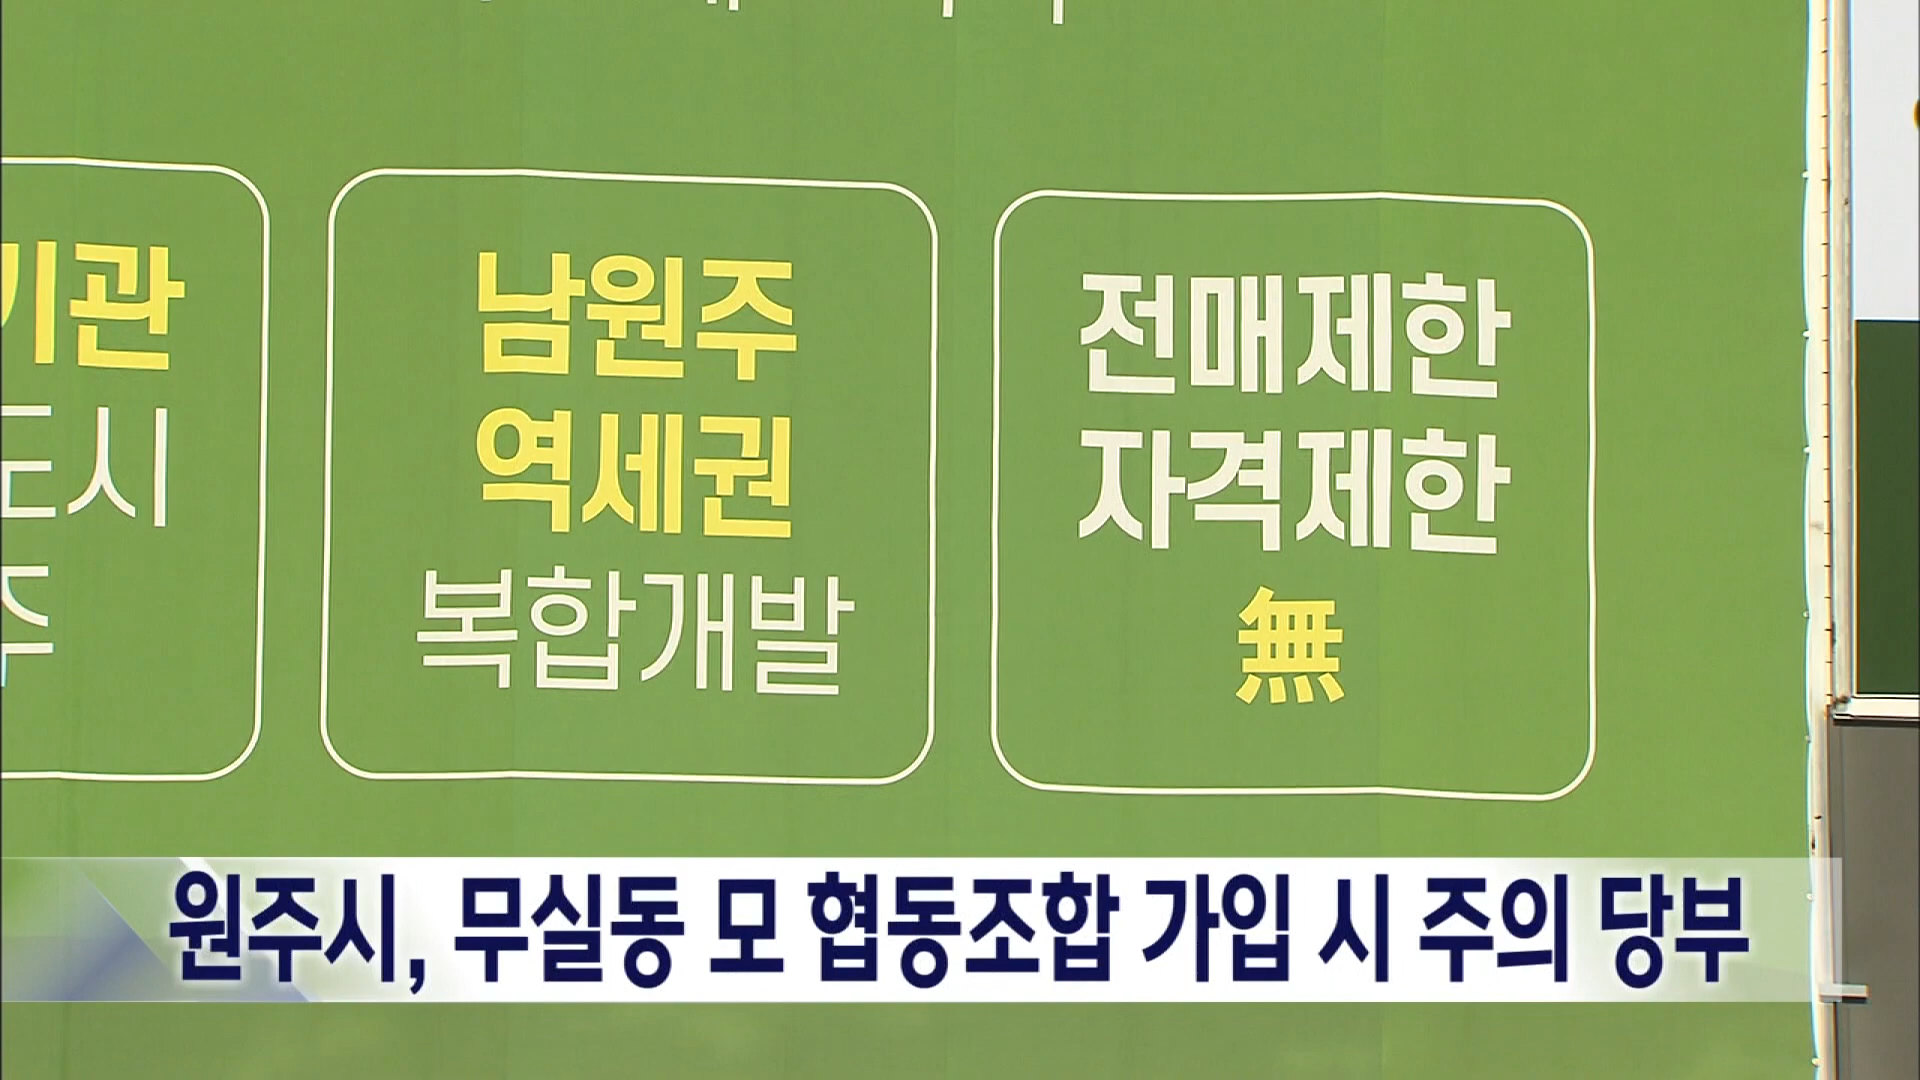 기관
도시
주
남원주
역세권
복합개발
전매제한
자격제한
無
원주시, 무실동 모 협동조합 가입 시 주의 당부